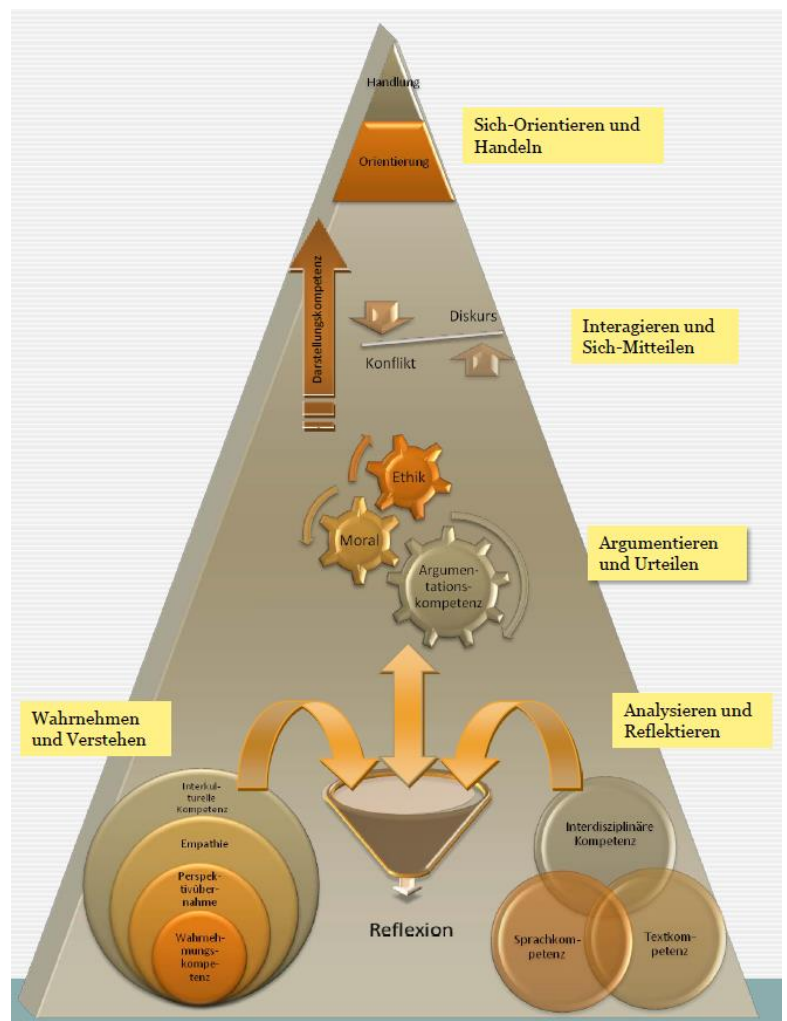 Handlung
Sich-Orientieren und
Handeln
Orientierung
Darstellungskompetenz
Diskurs
Konflikt
Interagieren und
Sich-Mitteilen
Ethik
Moral
Argumen-
tations-
kompetenz
Argumentieren
und Urteilen
Wahrnehmen
und Verstehen
Analysieren und
Reflektieren
Interkul-
turelle
Kompetenz
Empathie
Perspek-
tivüber-
nahme
Wahrneh-
mungs-
kompe-
tenz
Reflexion
Interdisziplinäre
Kompetenz
Sprachkom-
petenz
Textkom-
petenz